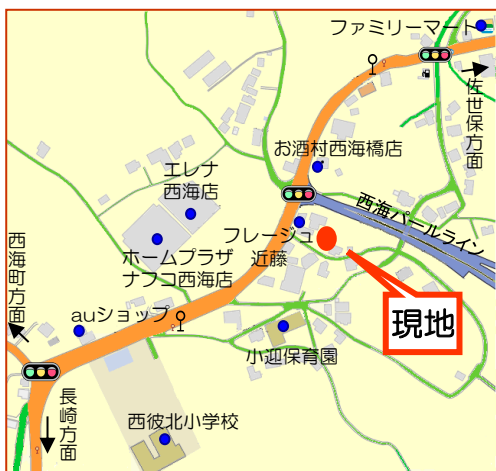 ファミリーマート
佐世保方面
お酒村西海橋店
エレナ
西海店
西海パールライン
フレージュ
近藤
ホームプラザ
ナフコ西海店
西海町方面
auショップ
現地
小迎保育園
長崎方面
西彼北小学校